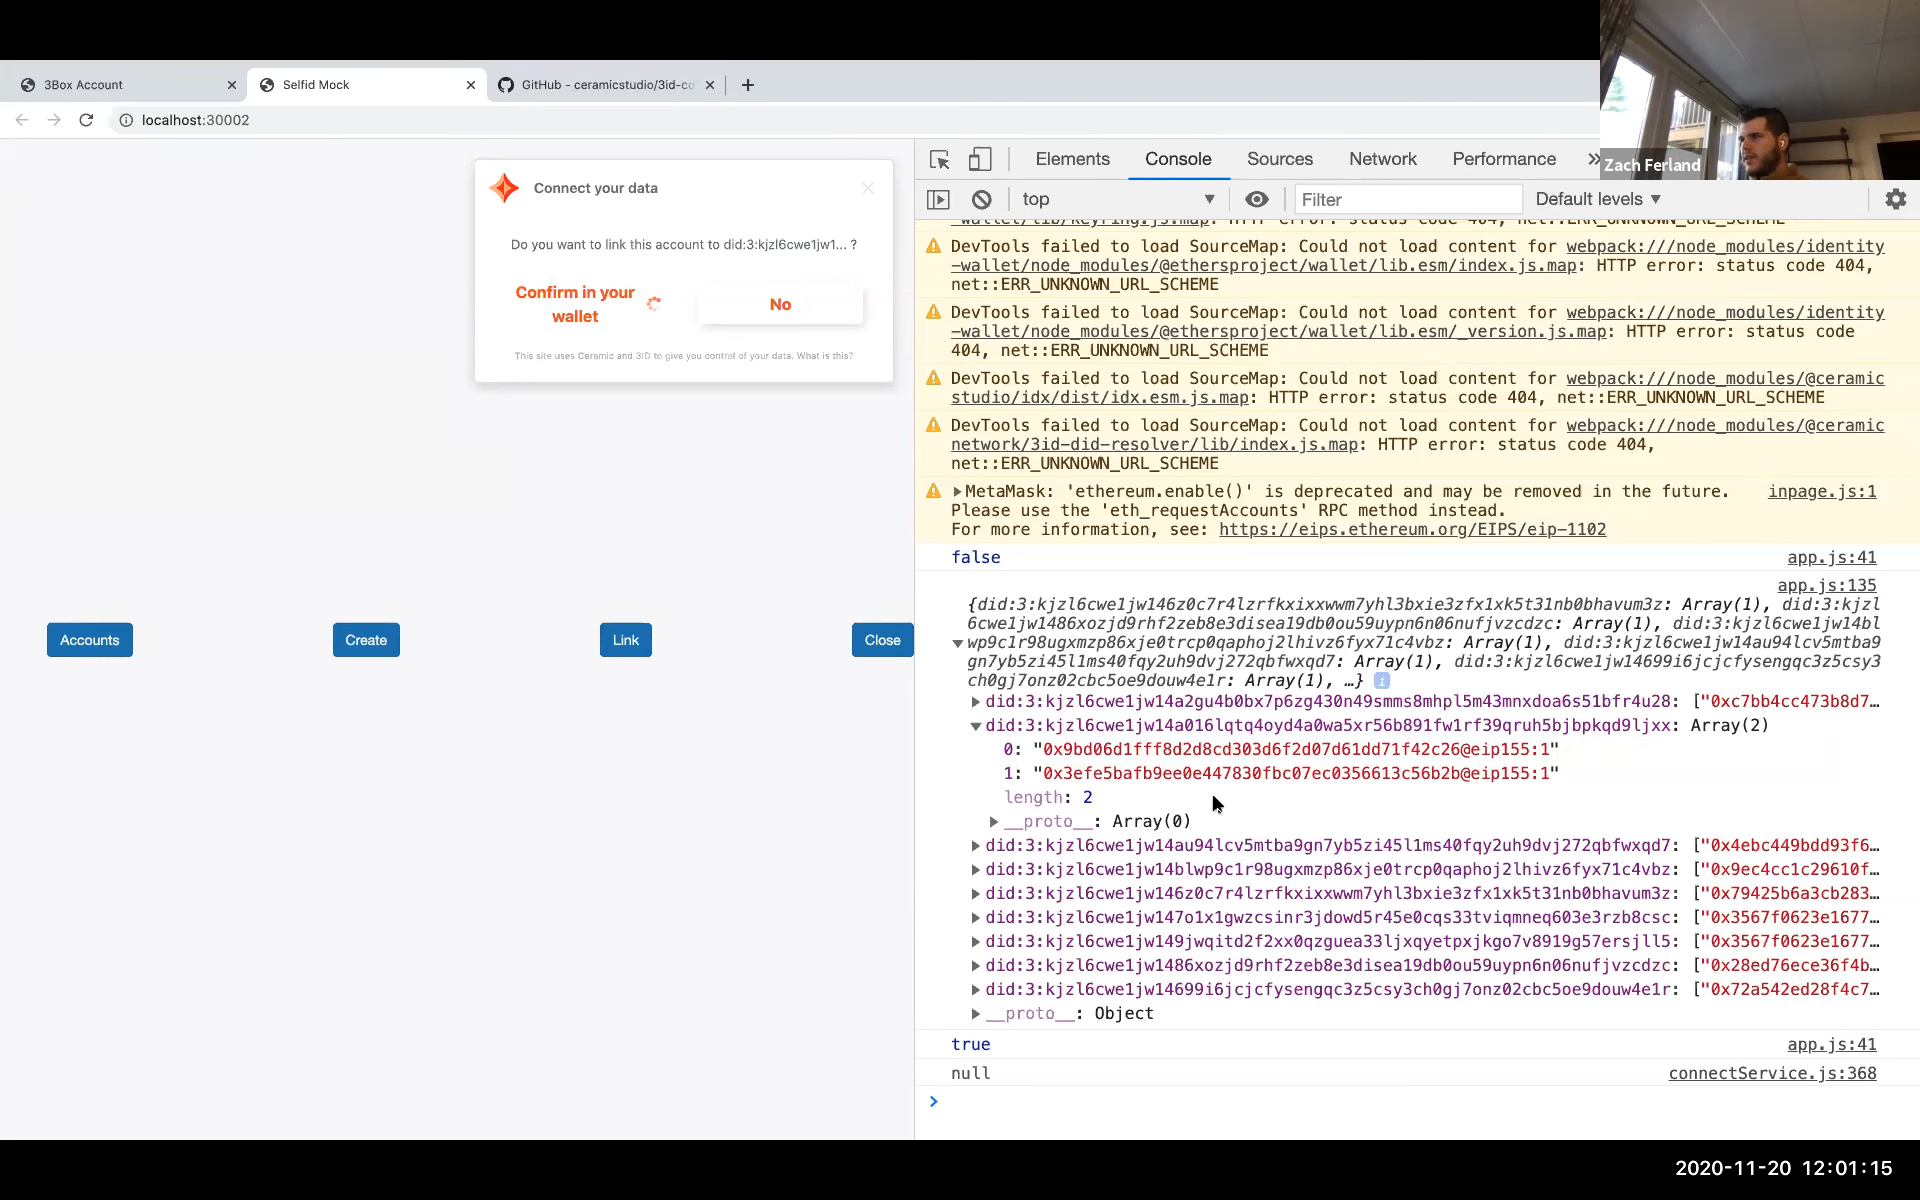 3Box Account
Selfid Mock
GitHub - ceramicstudio/3id-co
localhost:30002
Zach Ferland
Connect your data
Do you want to link this account to did:3:kjzl6cwe1jw1... ?
Confirm in your
wallet
No
This site uses Ceramic and 3ID to give you control of your data. What is this?
Accounts
Create
Link
Close
Elements Console Sources Network Performance »
top Filter Default levels
wallet/lib/keyring.js.map: HTTP error: status code 404, net::ERR_UNKNOWN_URL_SCHEME
DevTools failed to load SourceMap: Could not load content for webpack:///node_modules/identity
-wallet/node_modules/@ethersproject/wallet/lib.esm/index.js.map: HTTP error: status code 404,
net::ERR_UNKNOWN_URL_SCHEME
DevTools failed to load SourceMap: Could not load content for webpack:///node_modules/identity
-wallet/node_modules/@ethersproject/wallet/lib.esm/_version.js.map: HTTP error: status code
404, net::ERR_UNKNOWN_URL_SCHEME
DevTools failed to load SourceMap: Could not load content for webpack:///node_modules/@ceramic
studio/idx/dist/idx.esm.js.map: HTTP error: status code 404, net::ERR_UNKNOWN_URL_SCHEME
DevTools failed to load SourceMap: Could not load content for webpack:///node_modules/@ceramic
network/3id-did-resolver/lib/index.js.map: HTTP error: status code 404,
net::ERR_UNKNOWN_URL_SCHEME
MetaMask: 'ethereum.enable()' is deprecated and may be removed in the future. inpage.js:1
Please use the 'eth_requestAccounts' RPC method instead.
For more information, see: https://eips.ethereum.org/EIPS/eip-1102
false app.js:41
app.js:135
{did:3:kjzl6cwe1jw146z0c7r4lzrfkxixxwwm7yhl3bxie3zfx1xk5t31nb0bhavum3z: Array(1), did:3:kjzl
6cwe1jw1486xozjd9rhf2zeb8e3disea19db0ou59uypn6n06nufjvzcdzc: Array(1), did:3:kjzl6cwe1jw14bl
wp9c1r98ugxmzp86xje0trcp0qaphoj2lhivz6fyx71c4vbz: Array(1), did:3:kjzl6cwe1jw14au94lcv5mtba9
gn7yb5zi45l1ms40fqy2uh9dvj272qbfwxqd7: Array(1), did:3:kjzl6cwe1jw14699i6jcjcfysengqc3z5csy3
ch0gj7onz02cbc5oe9douw4e1r: Array(1), …}
did:3:kjzl6cwe1jw14a2gu4b0bx7p6zg430n49smms8mhpl5m43mnxdoa6s51bfr4u28: ["0xc7bb4cc473b8d7…
did:3:kjzl6cwe1jw14a016lqtq4oyd4a0wa5xr56b891fw1rf39qruh5bjbpkqd9ljxx: Array(2)
0: "0x9bd06d1fff8d2d8cd303d6f2d07d61dd71f42c26@eip155:1"
1: "0x3efe5bafb9ee0e447830fbc07ec0356613c56b2b@eip155:1"
length: 2
__proto__: Array(0)
did:3:kjzl6cwe1jw14au94lcv5mtba9gn7yb5zi45l1ms40fqy2uh9dvj272qbfwxqd7: ["0x4ebc449bdd93f6…
did:3:kjzl6cwe1jw14blwp9c1r98ugxmzp86xje0trcp0qaphoj2lhivz6fyx71c4vbz: ["0x9ec4cc1c29610f…
did:3:kjzl6cwe1jw146z0c7r4lzrfkxixxwwm7yhl3bxie3zfx1xk5t31nb0bhavum3z: ["0x79425b6a3cb283…
did:3:kjzl6cwe1jw147o1x1gwzcsinr3jdowd5r45e0cqs33tviqmneq603e3rzb8csc: ["0x3567f0623e1677…
did:3:kjzl6cwe1jw149jwqitd2f2xx0qzguea33ljxqyetpxjkgo7v8919g57ersjll5: ["0x3567f0623e1677…
did:3:kjzl6cwe1jw1486xozjd9rhf2zeb8e3disea19db0ou59uypn6n06nufjvzcdzc: ["0x28ed76ece36f4b…
did:3:kjzl6cwe1jw14699i6jcjcfysengqc3z5csy3ch0gj7onz02cbc5oe9douw4e1r: ["0x72a542ed28f4c7…
__proto__: Object
true app.js:41
null connectService.js:368
2020-11-20 12:01:15